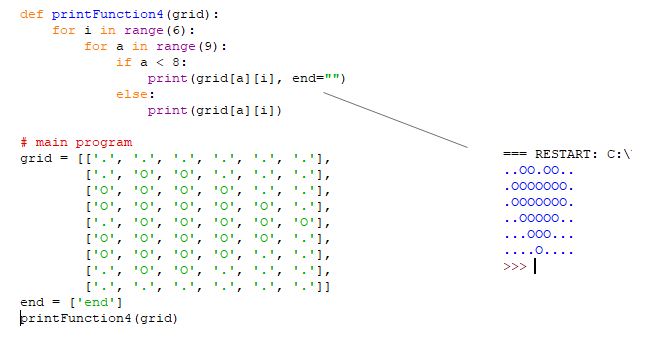 def printFunction4(grid):
    for i in range(6):
        for a in range(9):
            if a < 8:
                print(grid[a][i], end="")
            else:
                print(grid[a][i])
# main program
grid = [['.', '.', '.', '.', '.', '.'],
        ['.', 'O', 'O', '.', '.', '.'],
        ['O', 'O', 'O', 'O', '.', '.'],
        ['O', 'O', 'O', 'O', 'O', '.'],
        ['.', 'O', 'O', 'O', 'O', 'O'],
        ['O', 'O', 'O', 'O', 'O', '.'],
        ['O', 'O', 'O', 'O', '.', '.'],
        ['.', 'O', 'O', '.', '.', '.'],
        ['.', '.', '.', '.', '.', '.']]
end = ['end']
printFunction4(grid)
=== RESTART: C:\
..OO.OO..
.OOOOOOO.
.OOOOOOO.
..OOOOO..
...OOO...
....O....
>>>